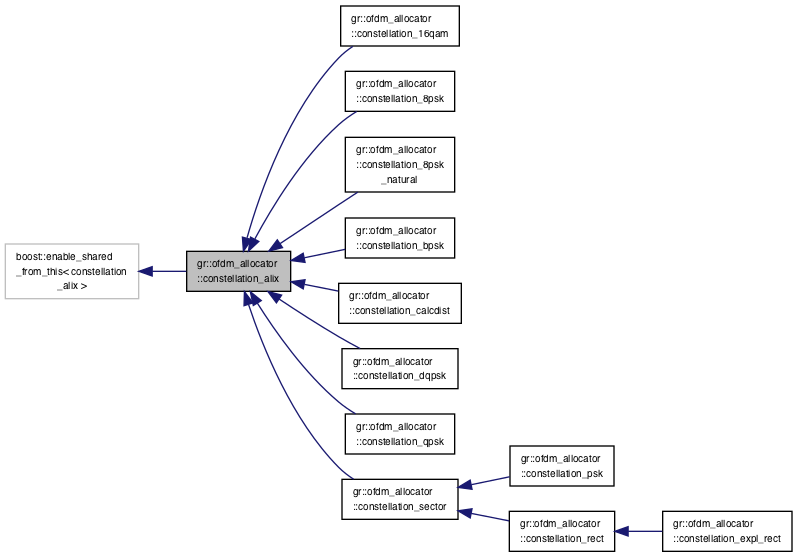 boost::enable_shared
_from_this< constellation
_alix >
gr::ofdm_allocator
::constellation_alix
gr::ofdm_allocator
::constellation_16qam
gr::ofdm_allocator
::constellation_8psk
gr::ofdm_allocator
::constellation_8psk
_natural
gr::ofdm_allocator
::constellation_bpsk
gr::ofdm_allocator
::constellation_calcdist
gr::ofdm_allocator
::constellation_dqpsk
gr::ofdm_allocator
::constellation_qpsk
gr::ofdm_allocator
::constellation_sector
gr::ofdm_allocator
::constellation_psk
gr::ofdm_allocator
::constellation_rect
gr::ofdm_allocator
::constellation_expl_rect